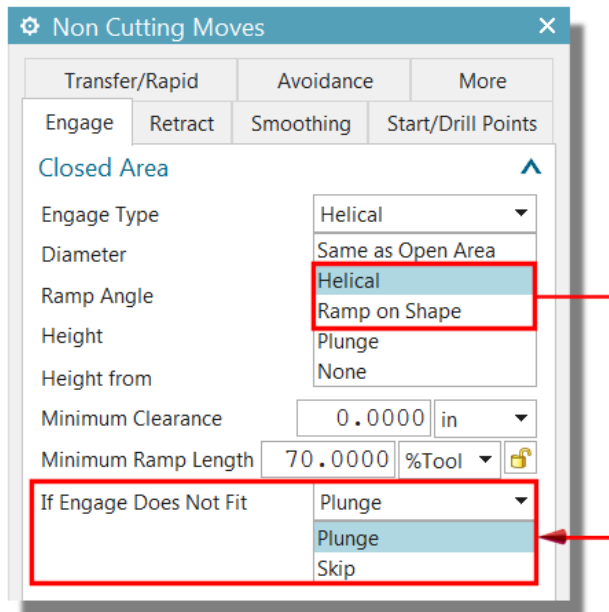 Non Cutting Moves
Transfer/Rapid Avoidance More
Engage Retract Smoothing Start/Drill Points
Closed Area
Engage Type Helical
Diameter Same as Open Area
Helical
Ramp Angle Ramp on Shape
Height Plunge
Height from None
Minimum Clearance 0.0000 in
Minimum Ramp Length 70.0000 %Tool
If Engage Does Not Fit Plunge
Plunge
Skip